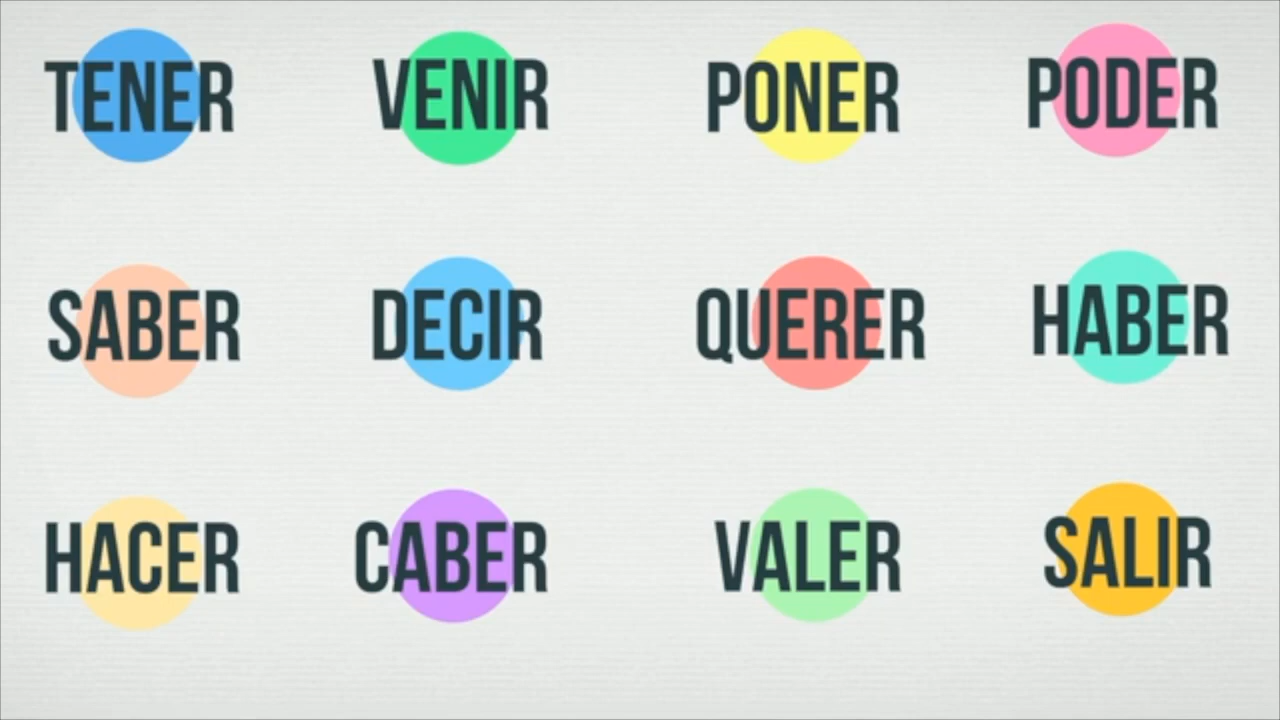 TENER VENIR PONER PODER
SABER DECIR QUERER HABER
HACER CABER VALER SALIR